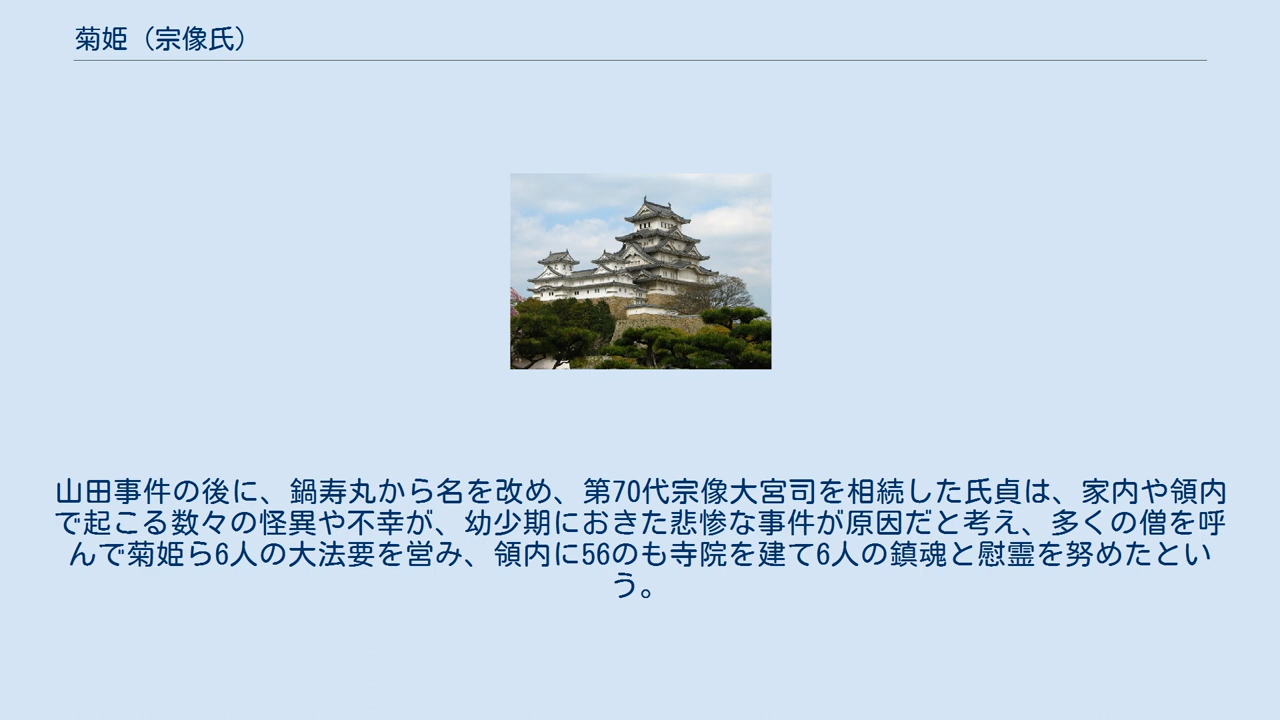 菊姫（宗像氏）
山田事件の後に、鍋寿丸から名を改め、第70代宗像大宮司を相続した氏貞は、家内や領内
で起こる数々の怪異や不幸が、幼少期におきた悲惨な事件が原因だと考え、多くの僧を呼
んで菊姫ら6人の大法要を営み、領内に56のも寺院を建て6人の鎮魂と慰霊を努めたとい
う。